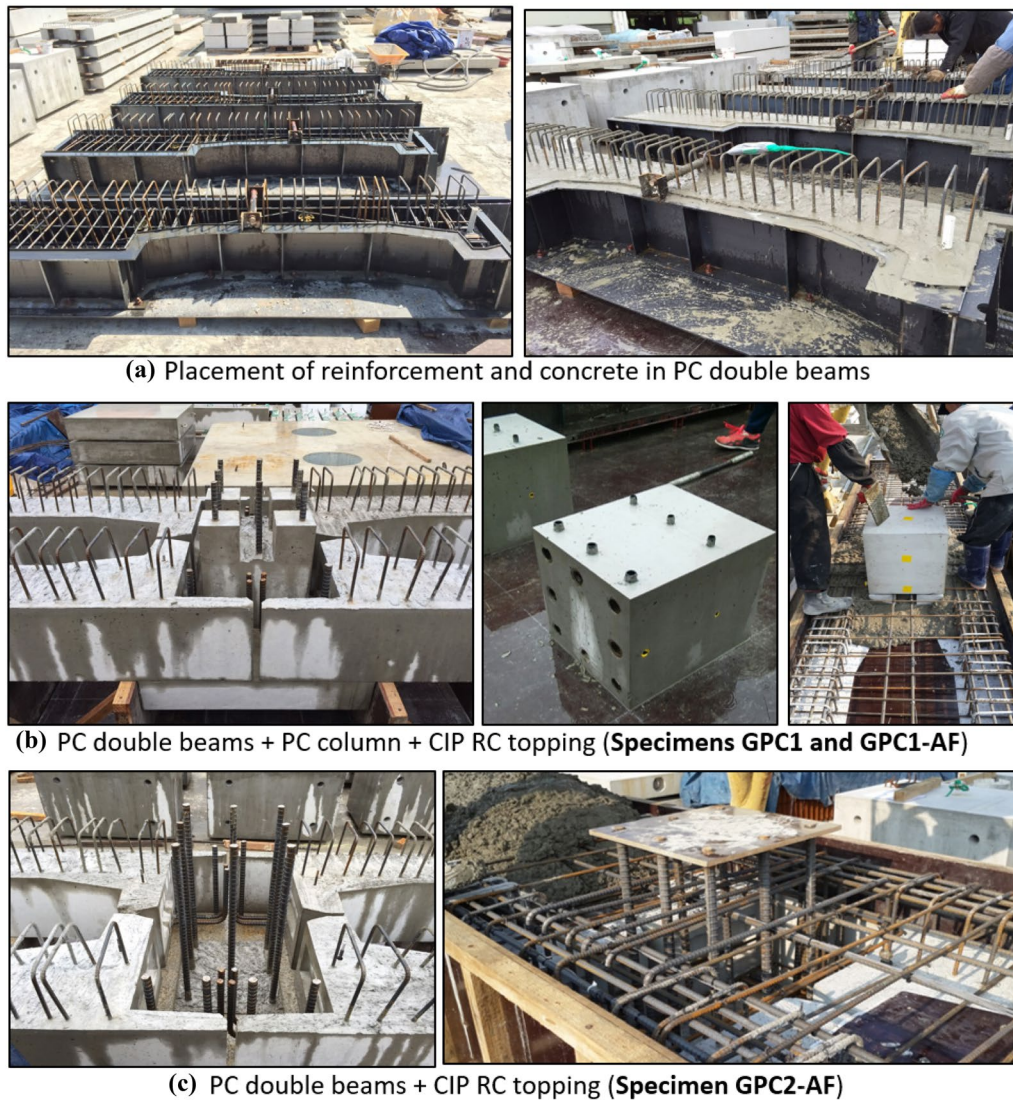 (a) Placement of reinforcement and concrete in PC double beams
(b) PC double beams + PC column + CIP RC topping (Specimens GPC1 and GPC1-AF)
(c) PC double beams + CIP RC topping (Specimen GPC2-AF)